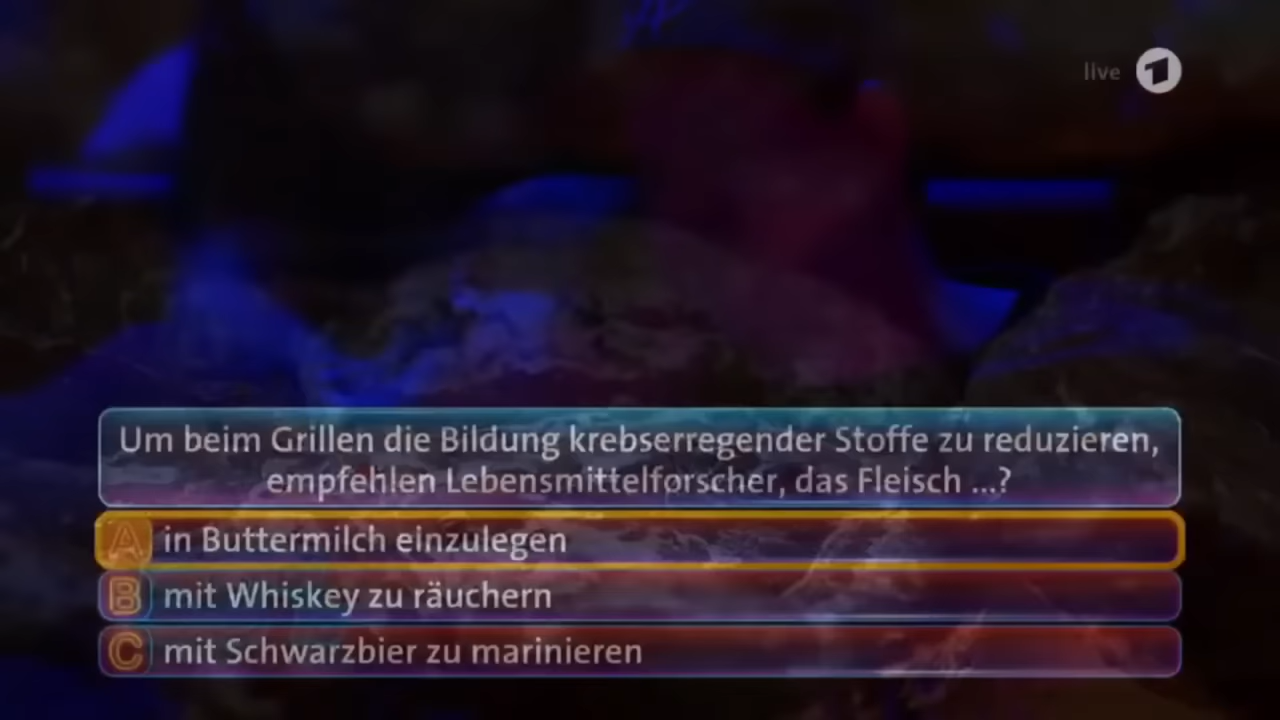 live 1
Um beim Grillen die Bildung krebserregender Stoffe zu reduzieren,
empfehlen Lebensmittelforscher, das Fleisch ...?
A in Buttermilch einzulegen
B mit Whiskey zu räuchern
C mit Schwarzbier zu marinieren